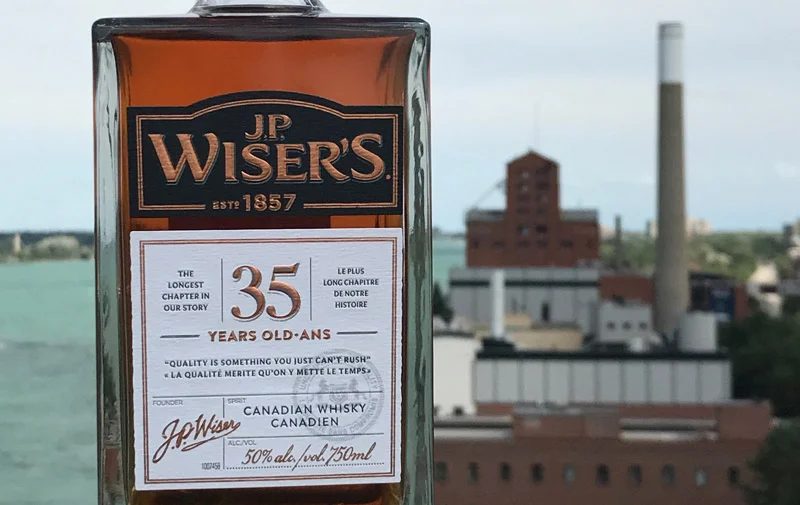 J.P.
WISER'S
ESTD 1857
THE
LONGEST
CHAPTER IN
OUR STORY
35
LE PLUS
LONG CHAPITRE
DE NOTRE
HISTOIRE
YEARS OLD·ANS
"QUALITY IS SOMETHING YOU JUST CAN'T RUSH"
« LA QUALITÉ MERITE QU'ON Y METTE LE TEMPS»
FOUNDER
J.P. Wiser
SPIRIT
CANADIAN WHISKY
CANADIEN
ALC/VOL
50% alc./vol. 750ml
1007458